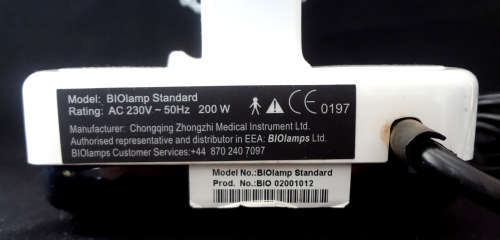 Model: BIOlamp Standard
Rating: AC 230V ~ 50Hz 200 W CE 0197
Manufacturer: Chongqing Zhongzhi Medical Instrument Ltd.
Authorised representative and distributor in EEA: BIOlamps Ltd.
BIOlamps Customer Services:+44 870 240 7097
Model No.:BIOlamp Standard
Prod. No.:BIO 02001012